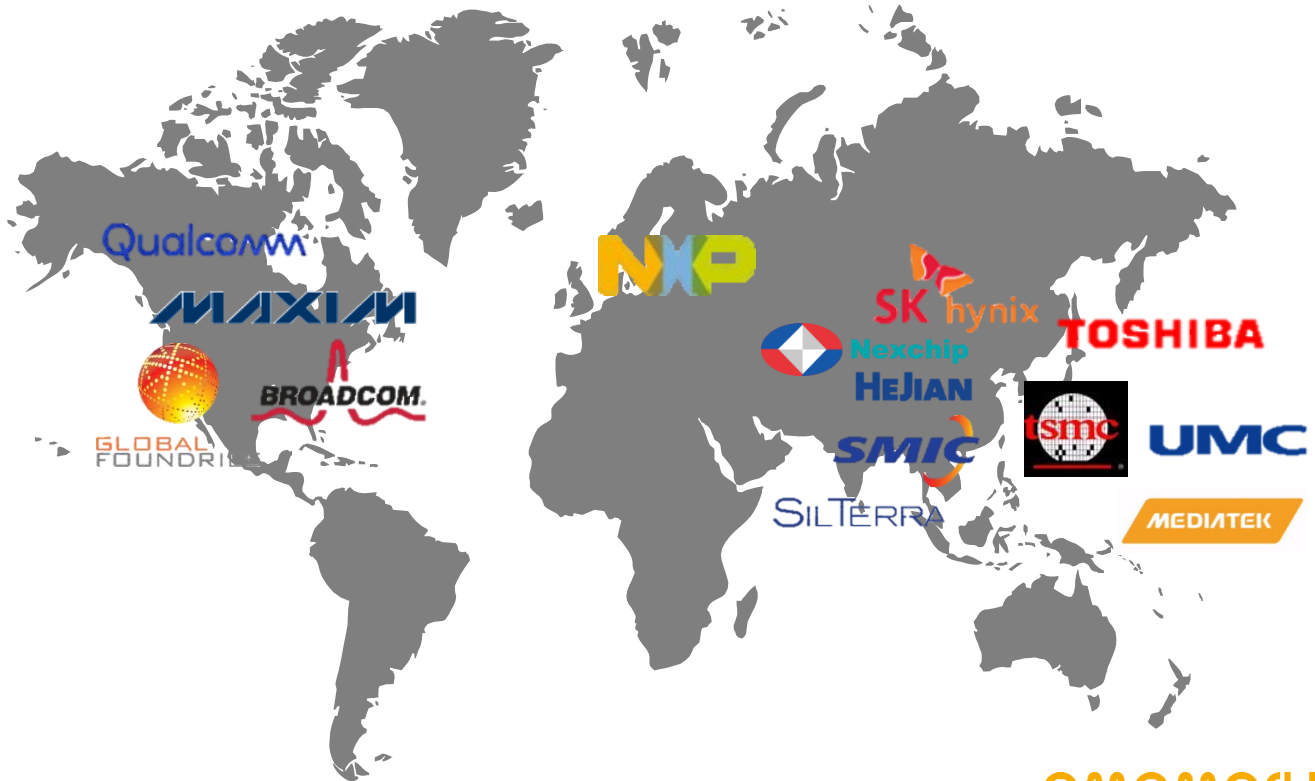 Qualcomm
MAXIM
GLOBAL
FOUNDRIES
BROADCOM.
NXP
SK hynix
Nexchip
HEJIAN
SMIC
SILTERRA
TOSHIBA
tsmc
®
UMC
MEDIATEK